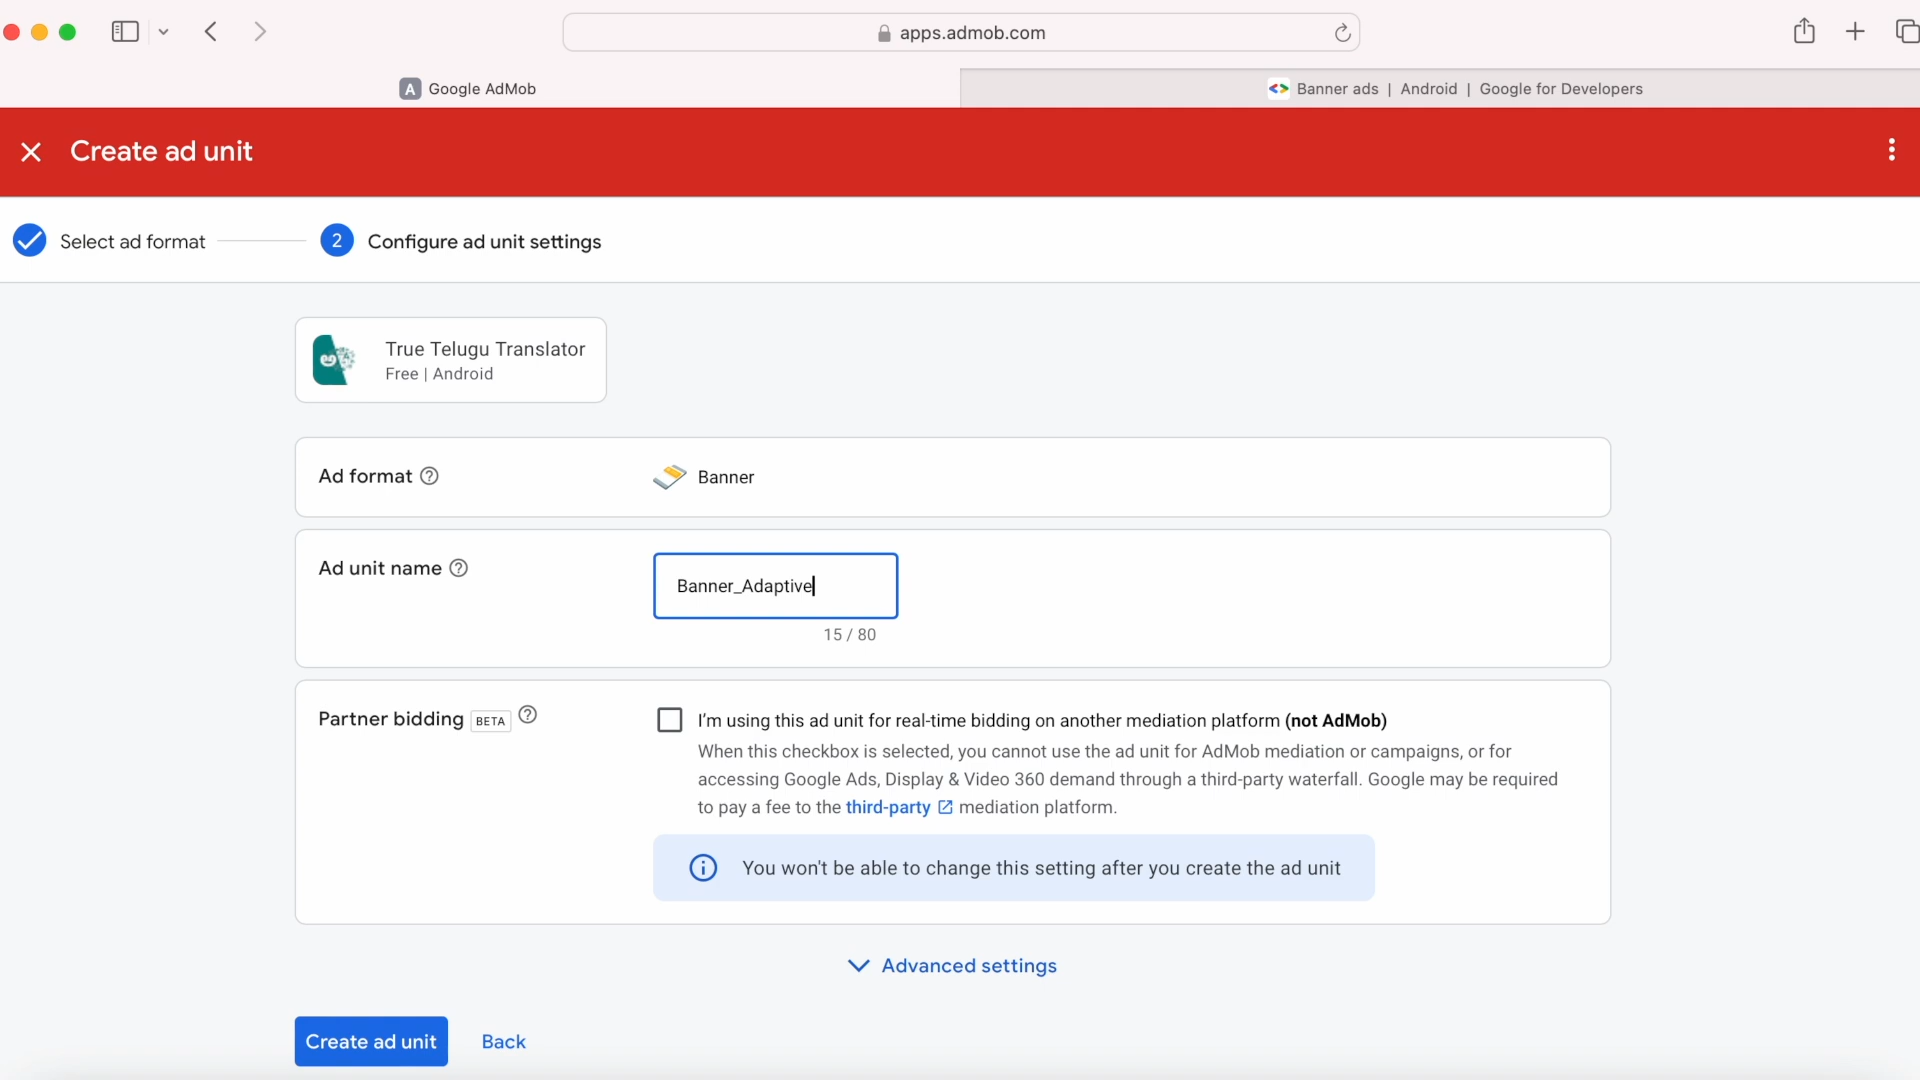 apps.admob.com
A Google AdMob
Banner ads | Android | Google for Developers
Create ad unit
Select ad format
2 Configure ad unit settings
True Telugu Translator
Free | Android
Ad format
Banner
Ad unit name
Banner_Adaptive
15 / 80
Partner bidding BETA
I'm using this ad unit for real-time bidding on another mediation platform (not AdMob)
When this checkbox is selected, you cannot use the ad unit for AdMob mediation or campaigns, or for
accessing Google Ads, Display & Video 360 demand through a third-party waterfall. Google may be required
to pay a fee to the third-party mediation platform.
You won't be able to change this setting after you create the ad unit
Advanced settings
Create ad unit
Back